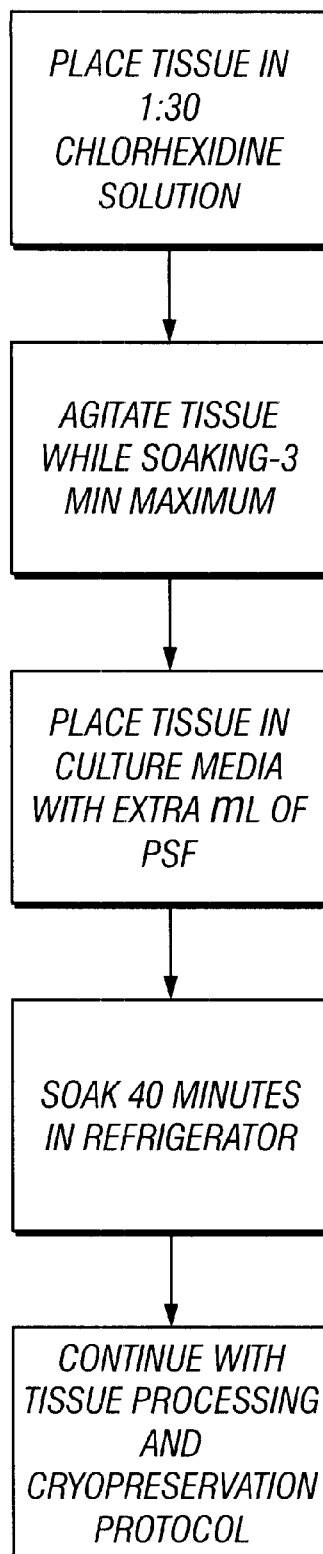 PLACE TISSUE IN
1:30
CHLORHEXIDINE
SOLUTION
AGITATE TISSUE
WHILE SOAKING-3
MIN MAXIMUM
PLACE TISSUE IN
CULTURE MEDIA
WITH EXTRA mL OF
PSF
SOAK 40 MINUTES
IN REFRIGERATOR
CONTINUE WITH
TISSUE PROCESSING
AND
CRYOPRESERVATION
PROTOCOL